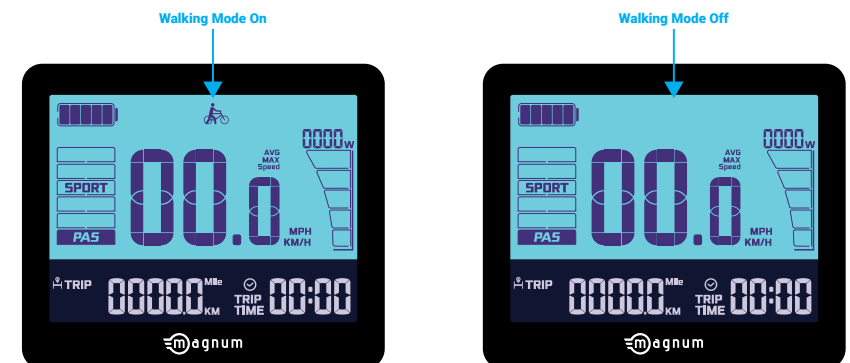 Walking Mode On
0000w
AVG
MAX
Speed
SPORT
00.0
MPH
KM/H
PAS
TRIP
00000 Mile
KM
TRIP
TIME
00:00
magnum
Walking Mode Off
0000w
AVG
MAX
Speed
SPORT
00.0
MPH
KM/H
PAS
TRIP
00000 Mile
KM
TRIP
TIME
00:00
magnum